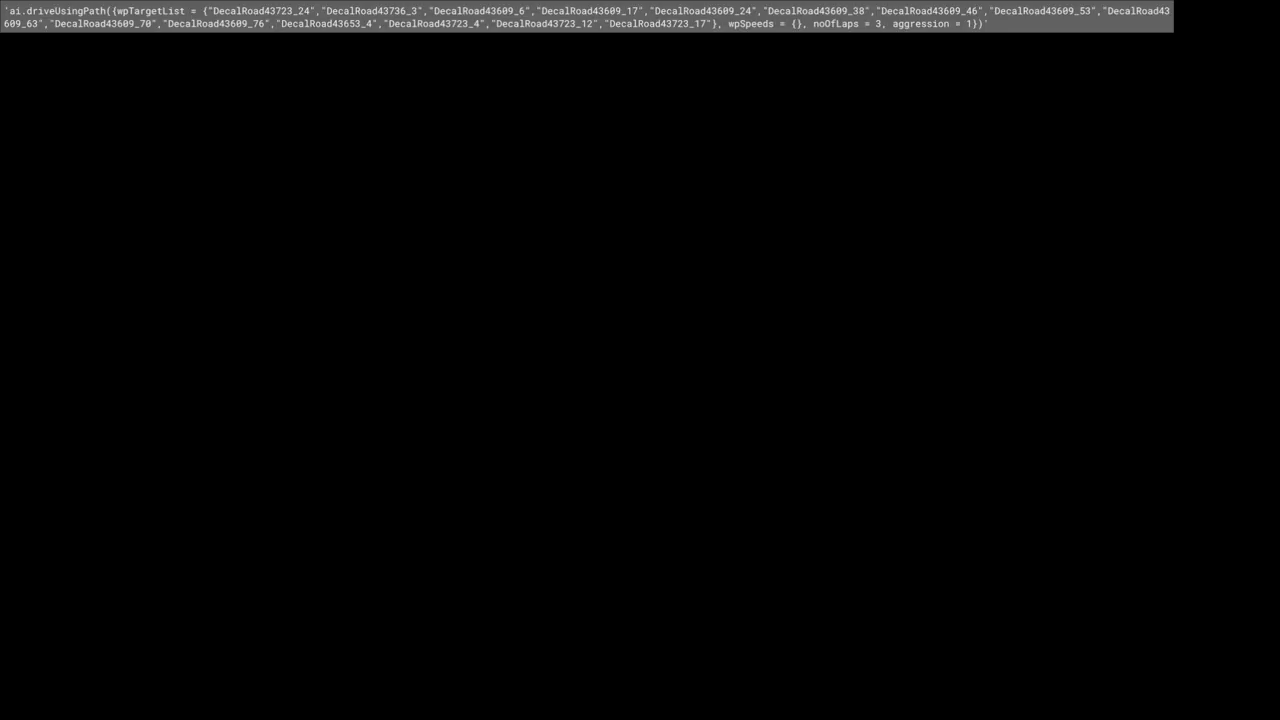 'ai.driveUsingPath({wpTargetList = {"DecalRoad43723_24","DecalRoad43736_3","DecalRoad43609_6","DecalRoad43609_17","DecalRoad43609_24","DecalRoad43609_38","DecalRoad43609_46","DecalRoad43609_53","DecalRoad43
609_63","DecalRoad43609_70","DecalRoad43609_76","DecalRoad43653_4","DecalRoad43723_4","DecalRoad43723_12","DecalRoad43723_17"}, wpSpeeds = {}, noOfLaps = 3, aggression = 1})'